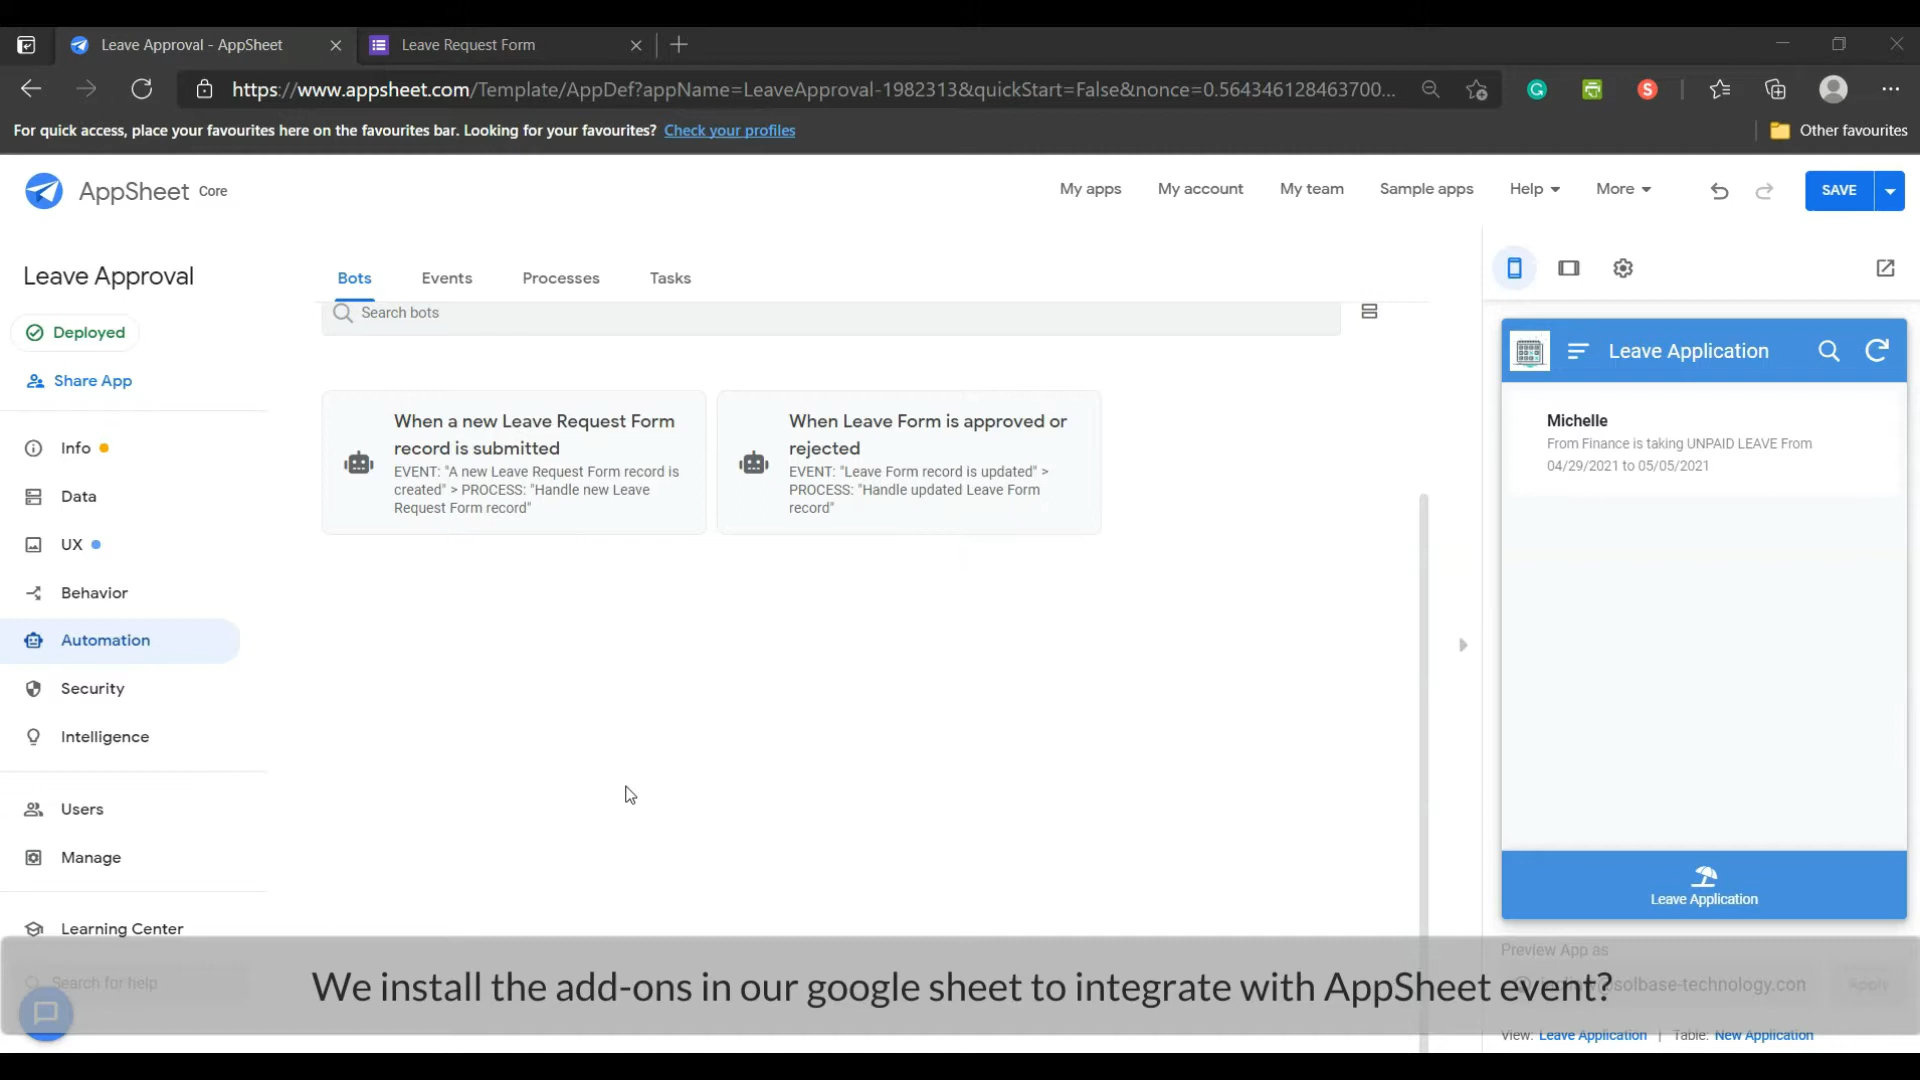 Leave Approval - AppSheet
Leave Request Form
https://www.appsheet.com/Template/AppDef?appName=LeaveApproval-1982313&quickStart=False&nonce=0.564346128463700...
For quick access, place your favourites here on the favourites bar. Looking for your favourites? Check your profiles
Other favourites
AppSheet Core
My apps
My account
My team
Sample apps
Help
More
SAVE
Leave Approval
Deployed
Share App
Info
Data
UX
Behavior
Automation
Security
Intelligence
Users
Manage
Learning Center
Search for help
Bots
Events
Processes
Tasks
Search bots
When a new Leave Request Form
record is submitted
EVENT: "A new Leave Request Form record is
created" > PROCESS: "Handle new Leave
Request Form record"
When Leave Form is approved or
rejected
EVENT: "Leave Form record is updated" >
PROCESS: "Handle updated Leave Form
record"
Leave Application
Michelle
From Finance is taking UNPAID LEAVE From
04/29/2021 to 05/05/2021
Leave Application
Preview App as
@solbase-technology.con
Apply
View: Leave Application | Table: New Application
We install the add-ons in our google sheet to integrate with AppSheet event?